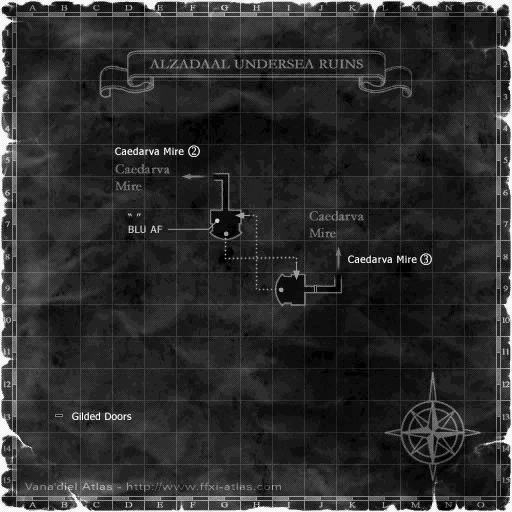 A B C D E F G H I J K L M N O
ALZADAAL UNDERSEA RUINS
Caedarva Mire ②
Caedarva
Mire
" "
BLU AF
Caedarva
Mire
Caedarva Mire ③
Gilded Doors
Vana'diel Atlas - http://www.ffxi-atlas.com
1
2
3
4
5
6
7
8
9
10
11
12
13
14
15
A B C D E F G H I J K L M N O